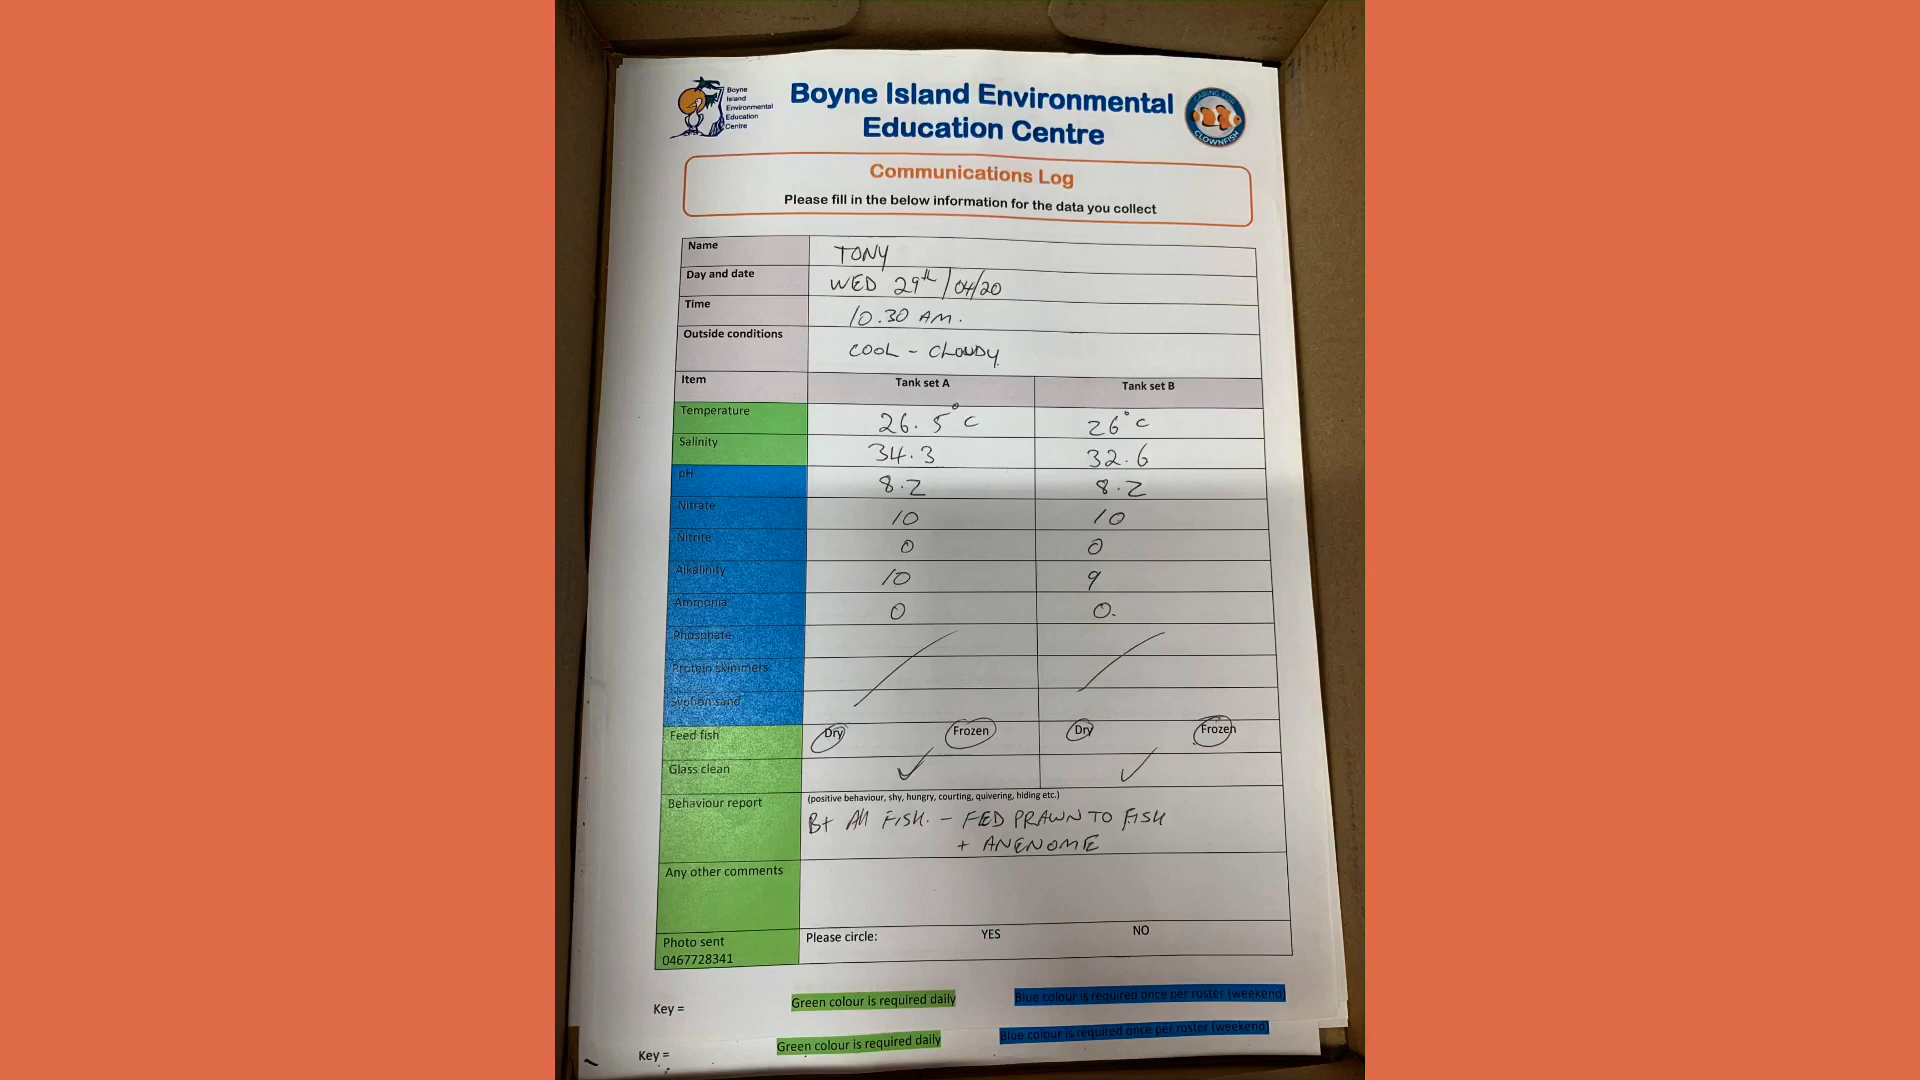 Boyne
Island
Environmental
Education
Centre
Boyne Island Environmental
Education Centre
CARING FOR
CLOWNFISH
Communications Log
Please fill in the below information for the data you collect
Name TONY
Day and date WED 29th/04/20
Time 10.30 AM.
Outside conditions COOL - CLOUDY
Item Tank set A Tank set B
Temperature 26.5°C 26°C
Salinity 34.3 32.6
pH 8.2 8.2
Nitrate 10 10
Nitrite 0 0
Alkalinity 10 9
Ammonia 0 0.
Phosphate
Protein skimmers
Syphon sand
Feed fish Dry Frozen Dry Frozen
Glass clean ✓ ✓
Behaviour report (positive behaviour, shy, hungry, courting, quivering, hiding etc.)
B+ All FISH. - FED PRAWN TO FISH
+ ANENOME
Any other comments
Photo sent Please circle: YES NO
0467728341
Key = Green colour is required daily Blue colour is required once per roster (weekend)
Key = Green colour is required daily Blue colour is required once per roster (weekend)